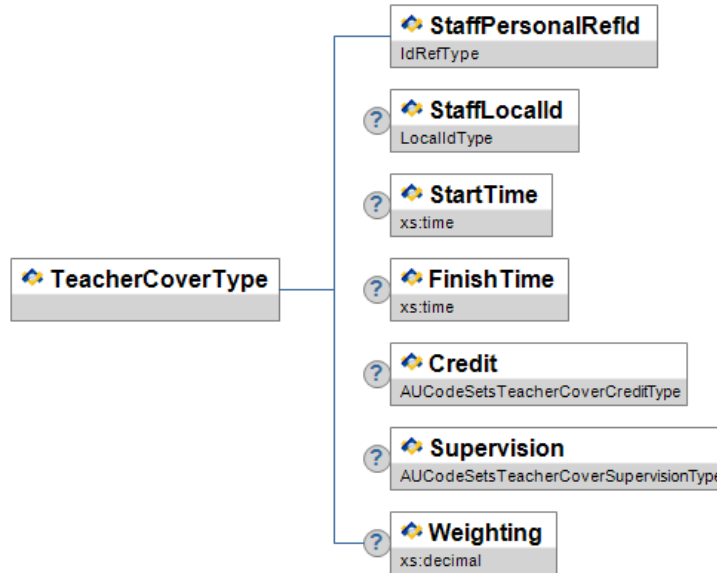 StaffPersonalRefId
IdRefType
?
StaffLocalId
LocalIdType
?
StartTime
xs:time
TeacherCoverType
?
FinishTime
xs:time
?
Credit
AUCodeSetsTeacherCoverCreditType
?
Supervision
AUCodeSetsTeacherCoverSupervisionType
?
Weighting
xs:decimal